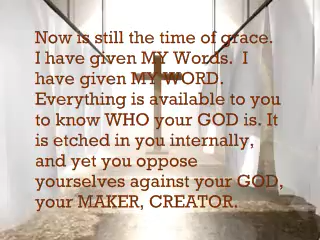 Now is still the time of grace.
I have given MY Words.  I
have given MY WORD.
Everything is available to you
to know WHO your GOD is. It
is etched in you internally,
and yet you oppose
yourselves against your GOD,
your MAKER, CREATOR.